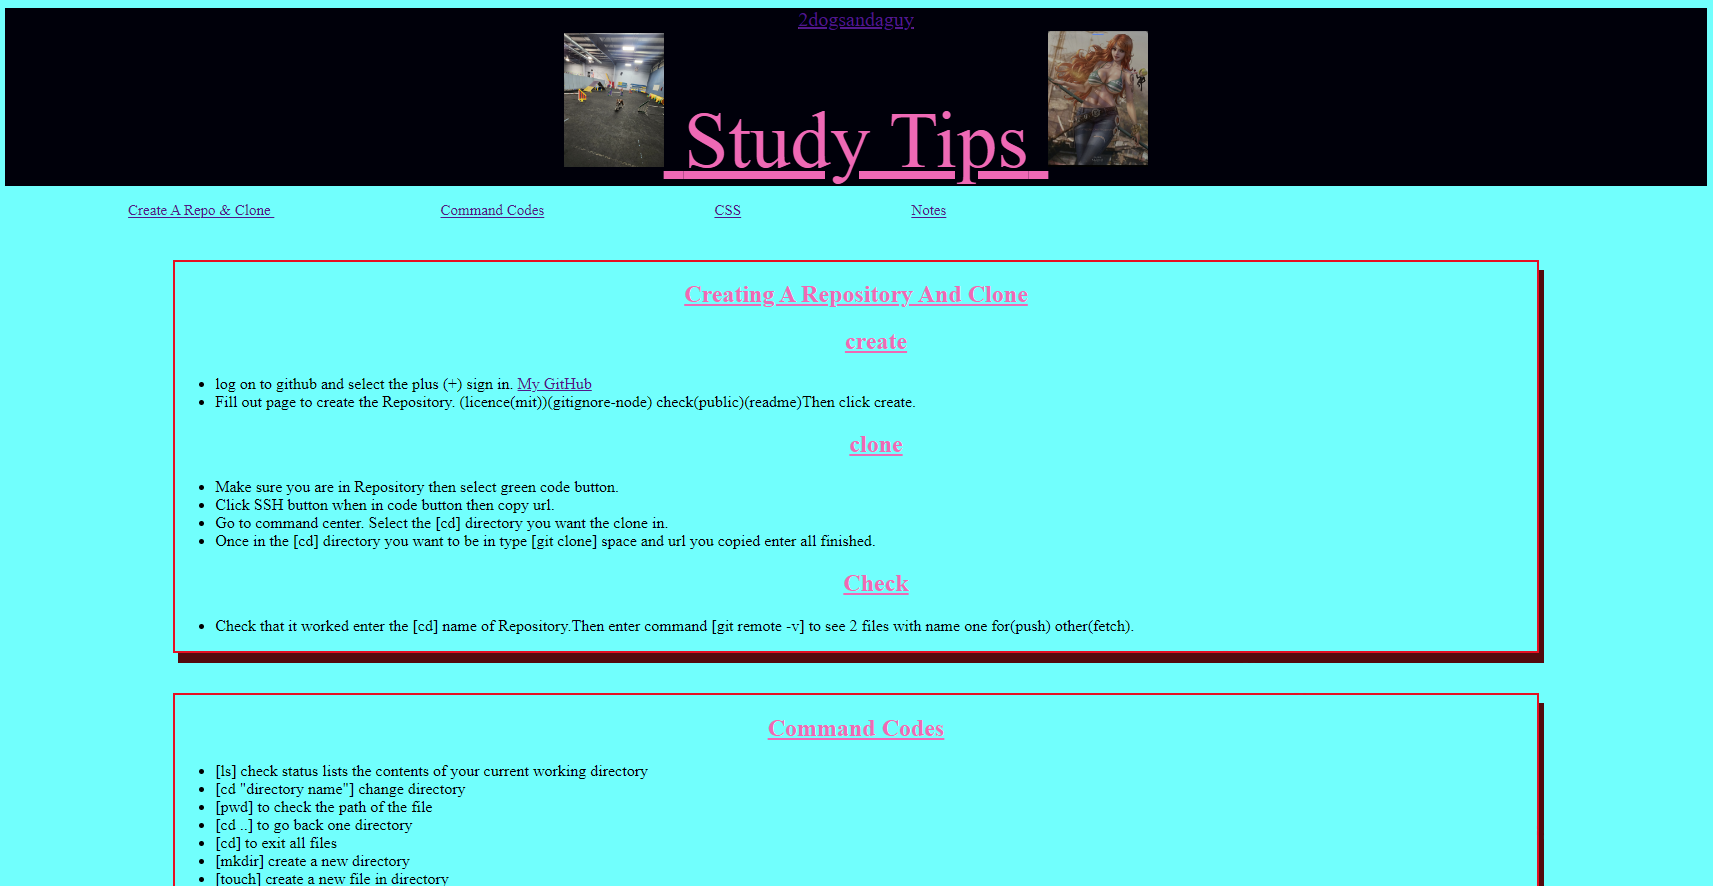 2dogsandaguy
Study Tips
Create A Repo & Clone Command Codes CSS Notes
Creating A Repository And Clone
create
log on to github and select the plus (+) sign in. My GitHub
Fill out page to create the Repository. (licence(mit))(gitignore-node) check(public)(readme)Then click create.
clone
Make sure you are in Repository then select green code button.
Click SSH button when in code button then copy url.
Go to command center. Select the [cd] directory you want the clone in.
Once in the [cd] directory you want to be in type [git clone] space and url you copied enter all finished.
Check
Check that it worked enter the [cd] name of Repository.Then enter command [git remote -v] to see 2 files with name one for(push) other(fetch).
Command Codes
[ls] check status lists the contents of your current working directory
[cd "directory name"] change directory
[pwd] to check the path of the file
[cd ..] to go back one directory
[cd] to exit all files
[mkdir] create a new directory
[touch] create a new file in directory